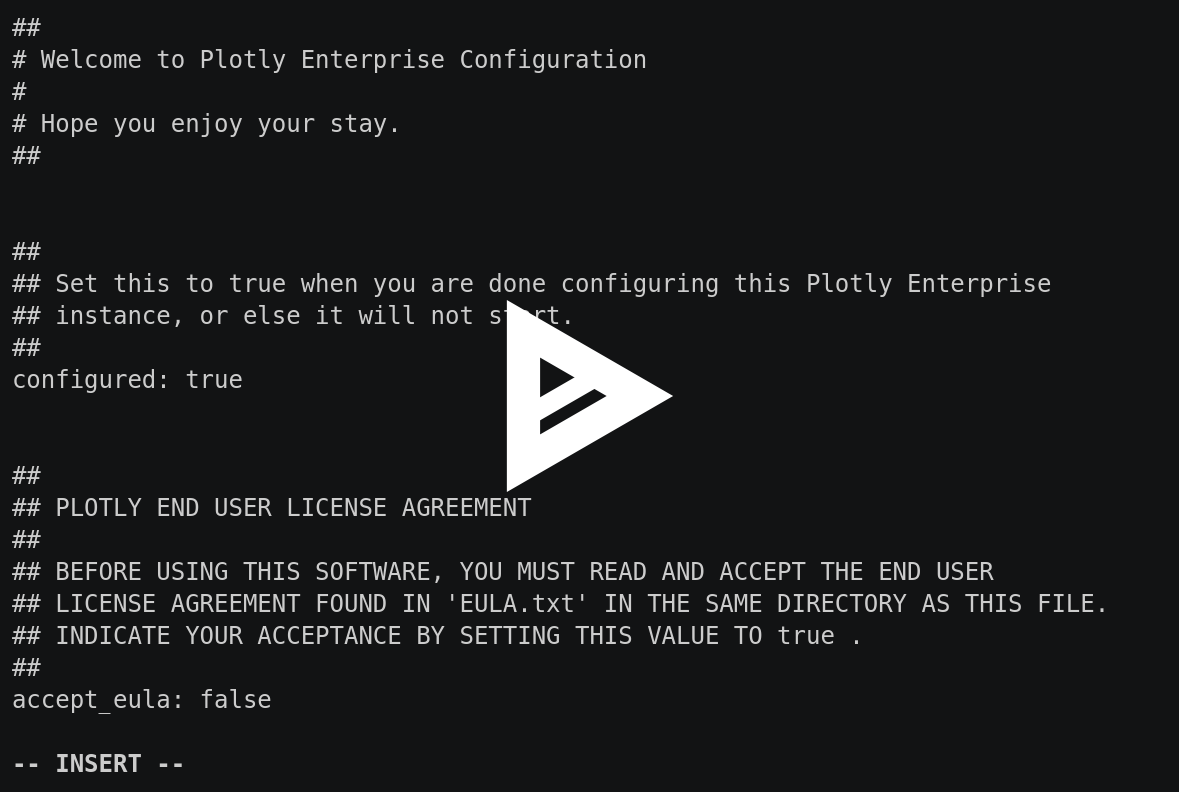 ##
# Welcome to Plotly Enterprise Configuration
#
# Hope you enjoy your stay.
##
##
## Set this to true when you are done configuring this Plotly Enterprise
## instance, or else it will not start.
##
configured: true
##
## PLOTLY END USER LICENSE AGREEMENT
##
## BEFORE USING THIS SOFTWARE, YOU MUST READ AND ACCEPT THE END USER
## LICENSE AGREEMENT FOUND IN 'EULA.txt' IN THE SAME DIRECTORY AS THIS FILE.
## INDICATE YOUR ACCEPTANCE BY SETTING THIS VALUE TO true .
##
accept_eula: false
-- INSERT --